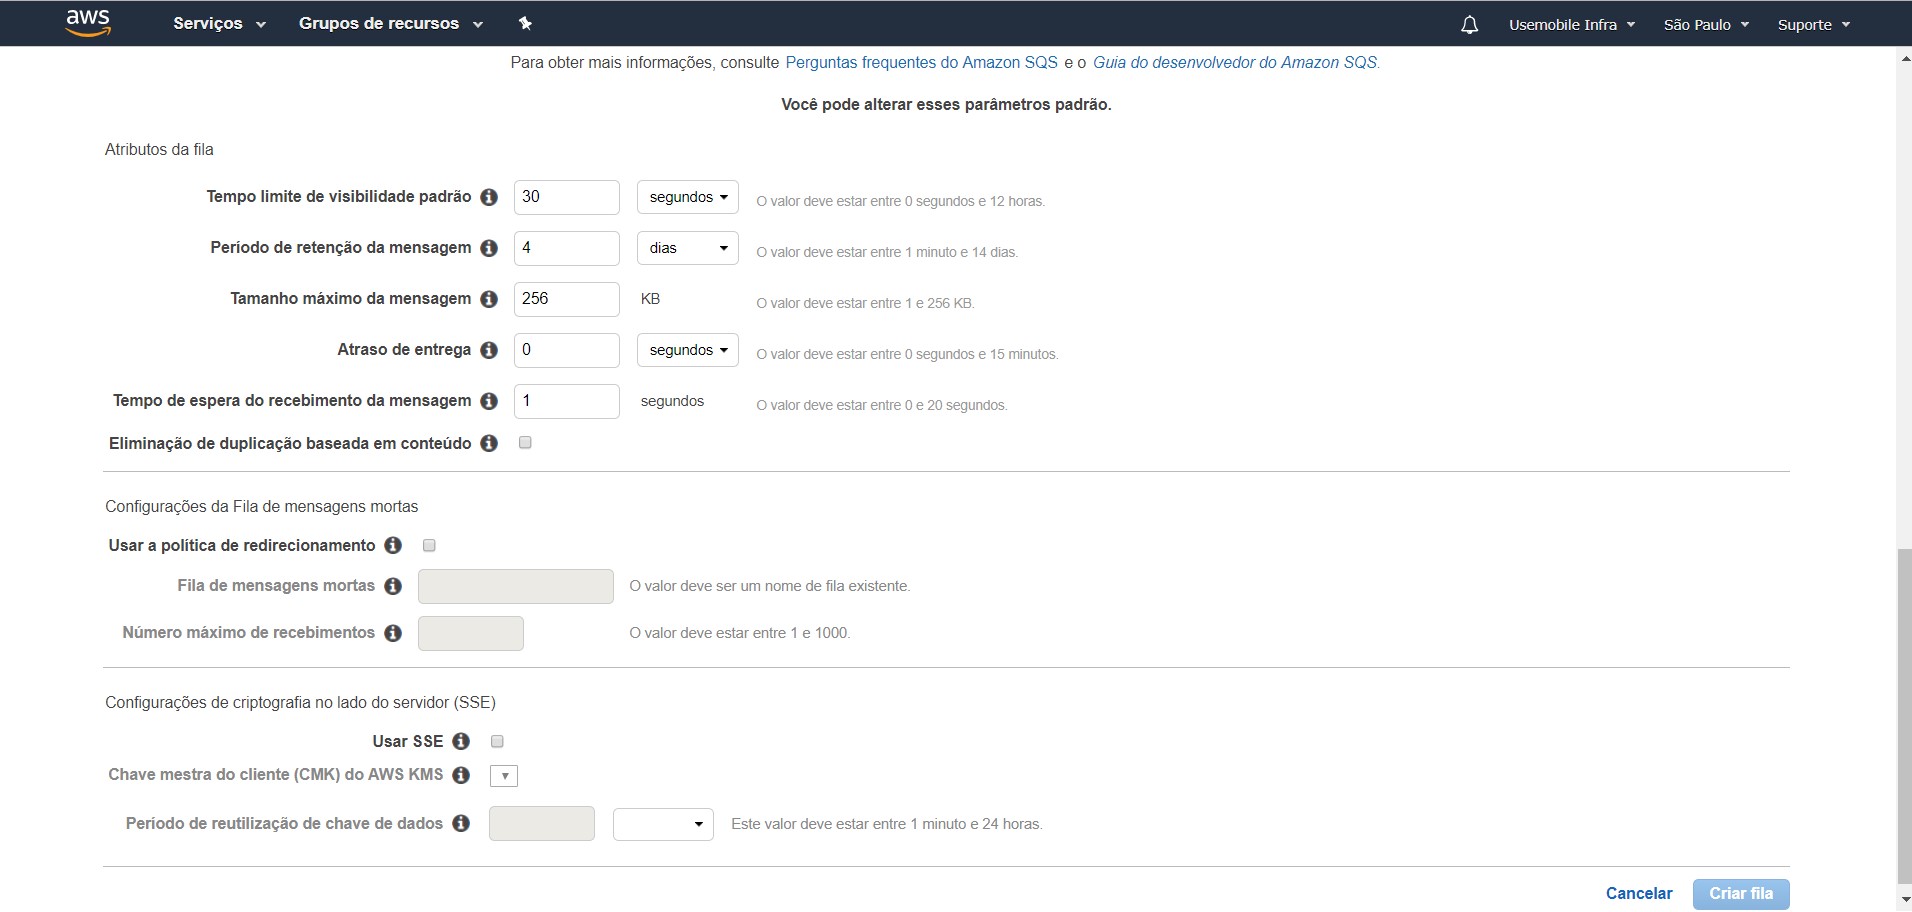 aws Serviços Grupos de recursos Usemobile Infra São Paulo Suporte
Para obter mais informações, consulte Perguntas frequentes do Amazon SQS e o Guia do desenvolvedor do Amazon SQS.
Você pode alterar esses parâmetros padrão.
Atributos da fila
Tempo limite de visibilidade padrão 30 segundos O valor deve estar entre 0 segundos e 12 horas.
Período de retenção da mensagem 4 dias O valor deve estar entre 1 minuto e 14 dias.
Tamanho máximo da mensagem 256 KB O valor deve estar entre 1 e 256 KB.
Atraso de entrega 0 segundos O valor deve estar entre 0 segundos e 15 minutos.
Tempo de espera do recebimento da mensagem 1 segundos O valor deve estar entre 0 e 20 segundos.
Eliminação de duplicação baseada em conteúdo
Configurações da Fila de mensagens mortas
Usar a política de redirecionamento
Fila de mensagens mortas O valor deve ser um nome de fila existente.
Número máximo de recebimentos O valor deve estar entre 1 e 1000.
Configurações de criptografia no lado do servidor (SSE)
Usar SSE
Chave mestra do cliente (CMK) do AWS KMS
Período de reutilização de chave de dados Este valor deve estar entre 1 minuto e 24 horas.
Cancelar Criar fila